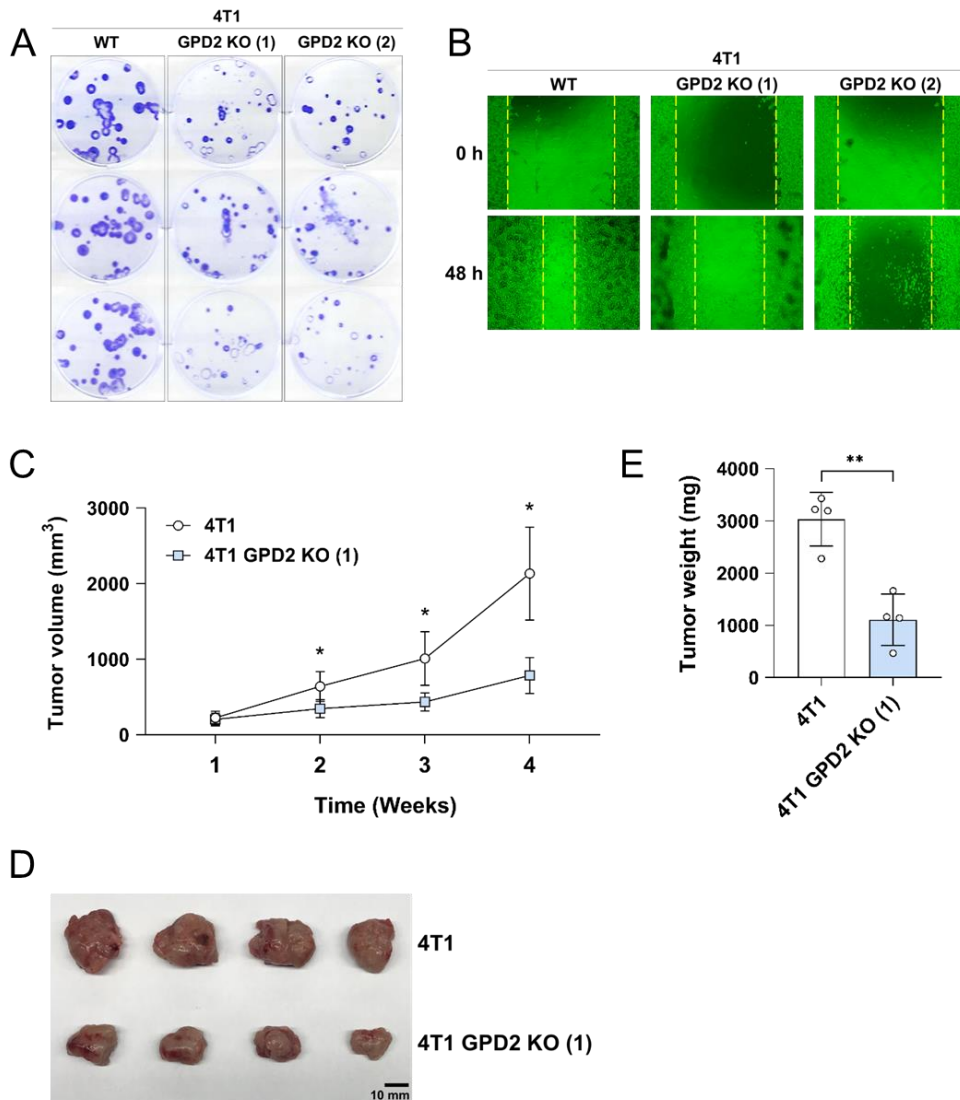 A
4T1
WT GPD2 KO (1) GPD2 KO (2)
B
4T1
WT GPD2 KO (1) GPD2 KO (2)
0 h
48 h
C
Tumor volume (mm³)
3000
2000
1000
0
4T1
4T1 GPD2 KO (1)
*
*
*
1 2 3 4
Time (Weeks)
E
Tumor weight (mg)
4000
3000
2000
1000
0
**
4T1
4T1 GPD2 KO (1)
D
4T1
4T1 GPD2 KO (1)
10 mm